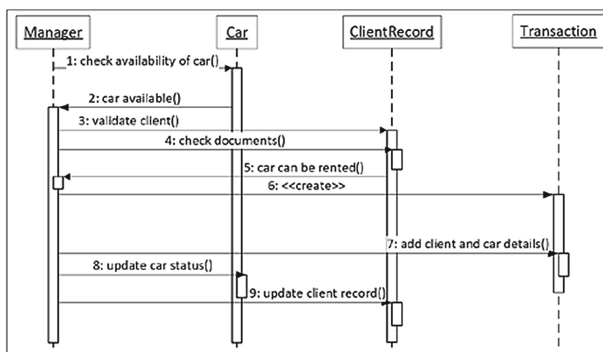 Manager
Car
ClientRecord
Transaction
1: check availability of car()
2: car available()
3: validate client()
4: check documents()
5: car can be rented()
6: <<create>>
7: add client and car details()
8: update car status()
9: update client record()